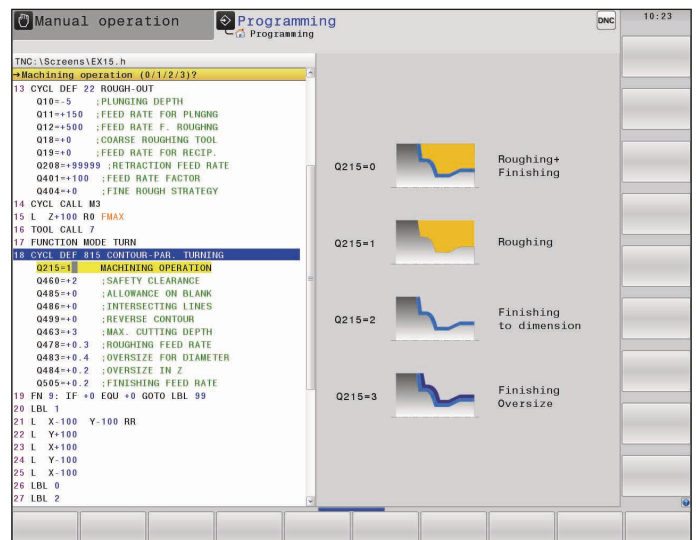 Manual operation
Programming
Programming
DNC
10:23
TNC:\Screens\EX15.h
→Machining operation (0/1/2/3)?
13 CYCL DEF 22 ROUGH-OUT
Q10=-5 ;PLUNGING DEPTH
Q11=+150 ;FEED RATE FOR PLNGNG
Q12=+500 ;FEED RATE F. ROUGHNG
Q18=+0 ;COARSE ROUGHING TOOL
Q19=+0 ;FEED RATE FOR RECIP.
Q208=+99999 ;RETRACTION FEED RATE
Q401=+100 ;FEED RATE FACTOR
Q404=+0 ;FINE ROUGH STRATEGY
14 CYCL CALL M3
15 L Z+100 R0 FMAX
16 TOOL CALL 7
17 FUNCTION MODE TURN
18 CYCL DEF 815 CONTOUR-PAR. TURNING
Q215=1 MACHINING OPERATION
Q460=+2 ;SAFETY CLEARANCE
Q485=+0 ;ALLOWANCE ON BLANK
Q486=+0 ;INTERSECTING LINES
Q499=+0 ;REVERSE CONTOUR
Q463=+3 ;MAX. CUTTING DEPTH
Q478=+0.3 ;ROUGHING FEED RATE
Q483=+0.4 ;OVERSIZE FOR DIAMETER
Q484=+0.2 ;OVERSIZE IN Z
Q505=+0.2 ;FINISHING FEED RATE
19 FN 9: IF +0 EQU +0 GOTO LBL 99
20 LBL 1
21 L X-100 Y-100 RR
22 L Y+100
23 L X+100
24 L Y-100
25 L X-100
26 LBL 0
27 LBL 2
Q215=0
Roughing+
Finishing
Q215=1
Roughing
Q215=2
Finishing
to dimension
Q215=3
Finishing
Oversize